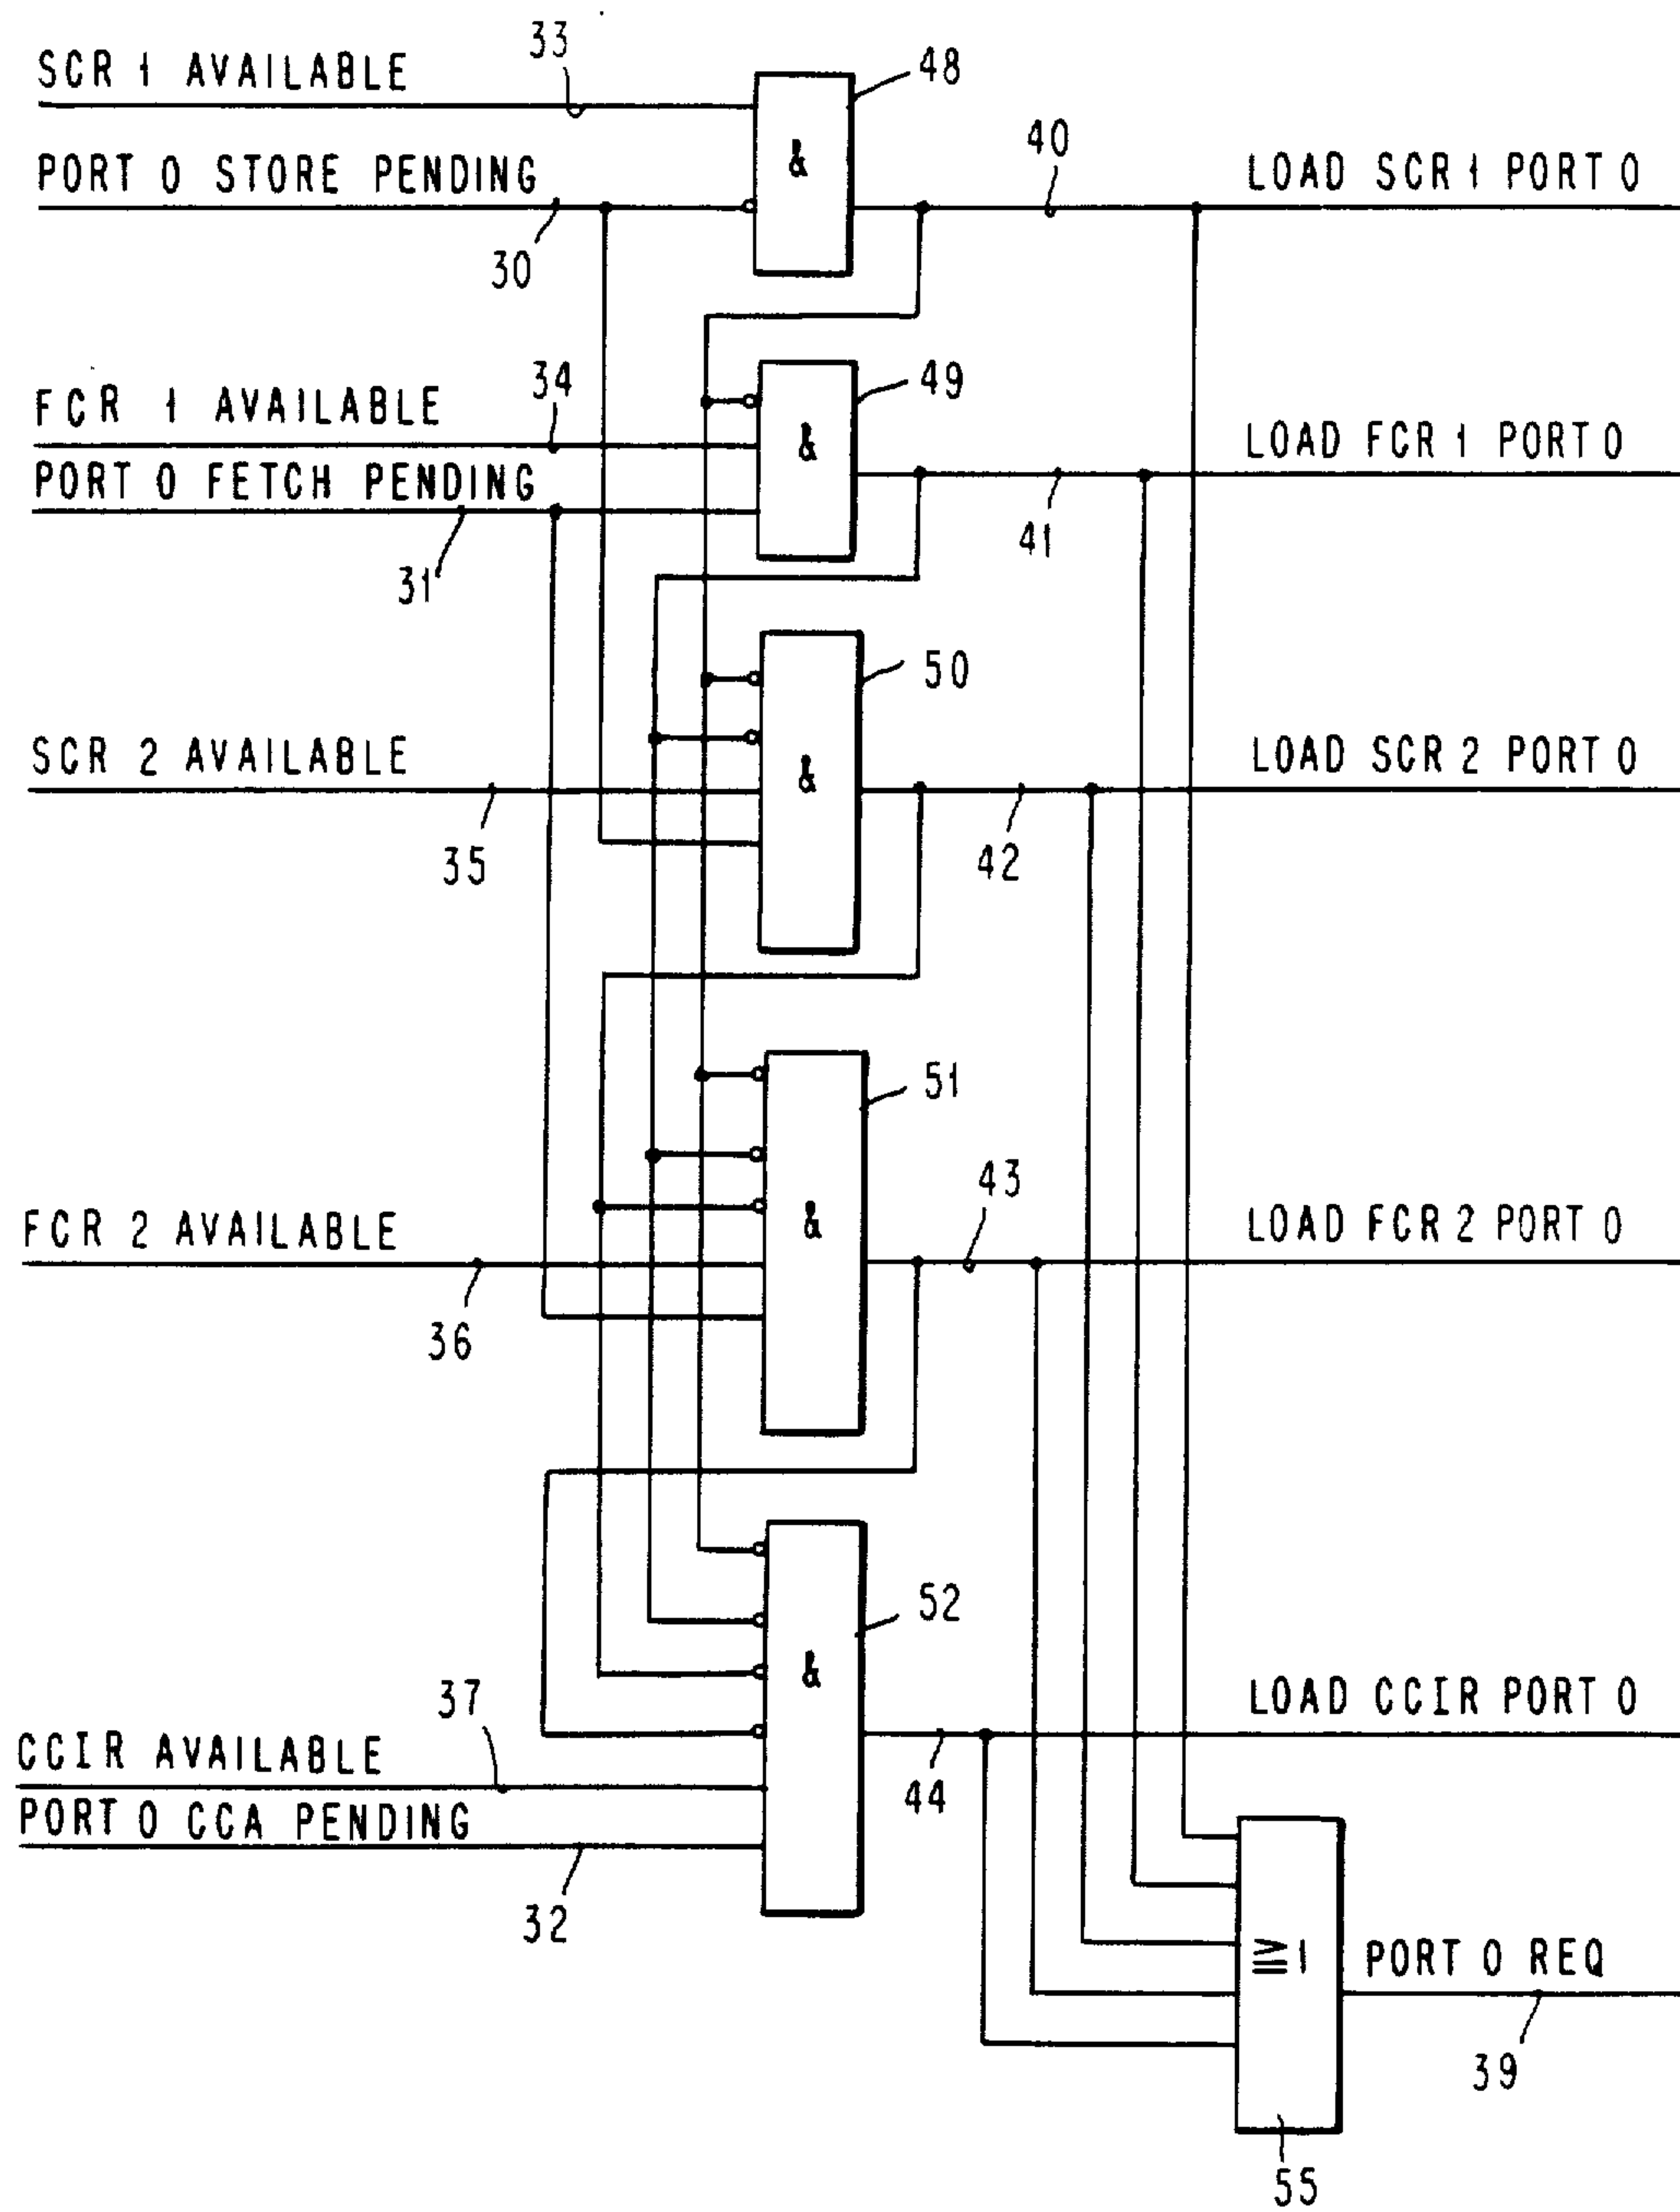 33
SCR 1 AVAILABLE
48
&
40
PORT 0 STORE PENDING
LOAD SCR 1 PORT 0
30
34
49
FCR 1 AVAILABLE
&
LOAD FCR 1 PORT 0
PORT 0 FETCH PENDING
41
31
50
SCR 2 AVAILABLE
&
LOAD SCR 2 PORT 0
35
42
51
43
FCR 2 AVAILABLE
&
LOAD FCR 2 PORT 0
36
52
&
37
LOAD CCIR PORT 0
CCIR AVAILABLE
44
PORT 0 CCA PENDING
32
≧1
PORT 0 REQ
39
55